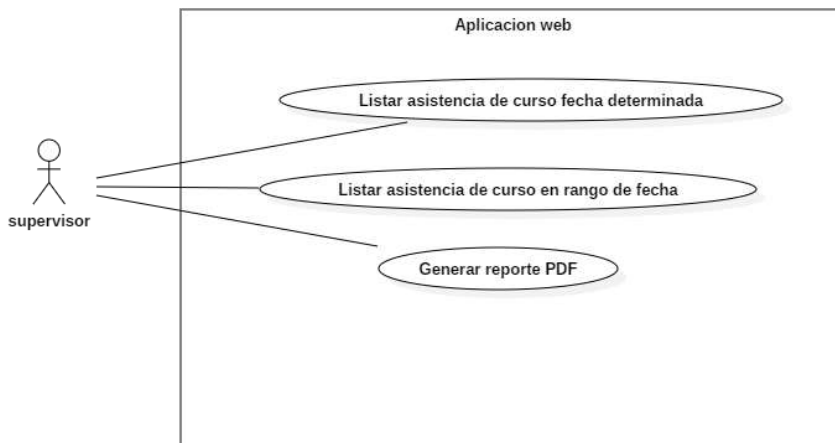 Aplicacion web
Listar asistencia de curso fecha determinada
Listar asistencia de curso en rango de fecha
supervisor
Generar reporte PDF